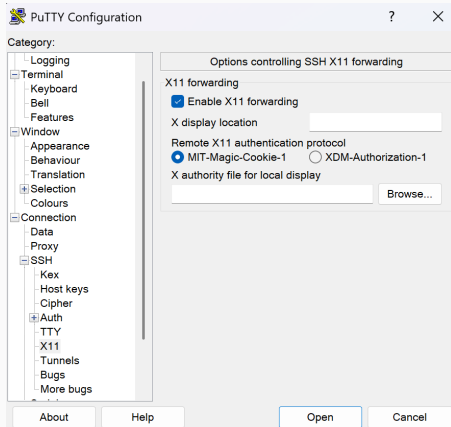 PuTTY Configuration
?
Category:
Logging
Terminal
Keyboard
Bell
Features
Window
Appearance
Behaviour
Translation
Selection
Colours
Connection
Data
Proxy
SSH
Kex
Host keys
Cipher
Auth
TTY
X11
Tunnels
Bugs
More bugs
Options controlling SSH X11 forwarding
X11 forwarding
Enable X11 forwarding
X display location
Remote X11 authentication protocol
MIT-Magic-Cookie-1 XDM-Authorization-1
X authority file for local display
Browse...
About Help Open Cancel